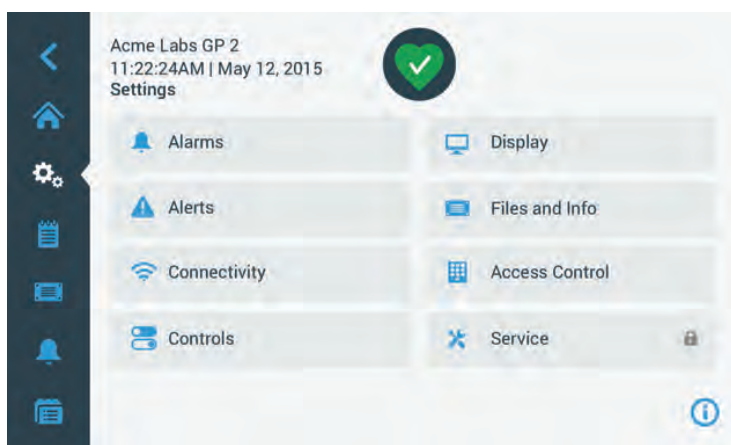 Acme Labs GP 2
11:22:24AM | May 12, 2015
Settings
Alarms
Display
Alerts
Files and Info
Connectivity
Access Control
Controls
Service